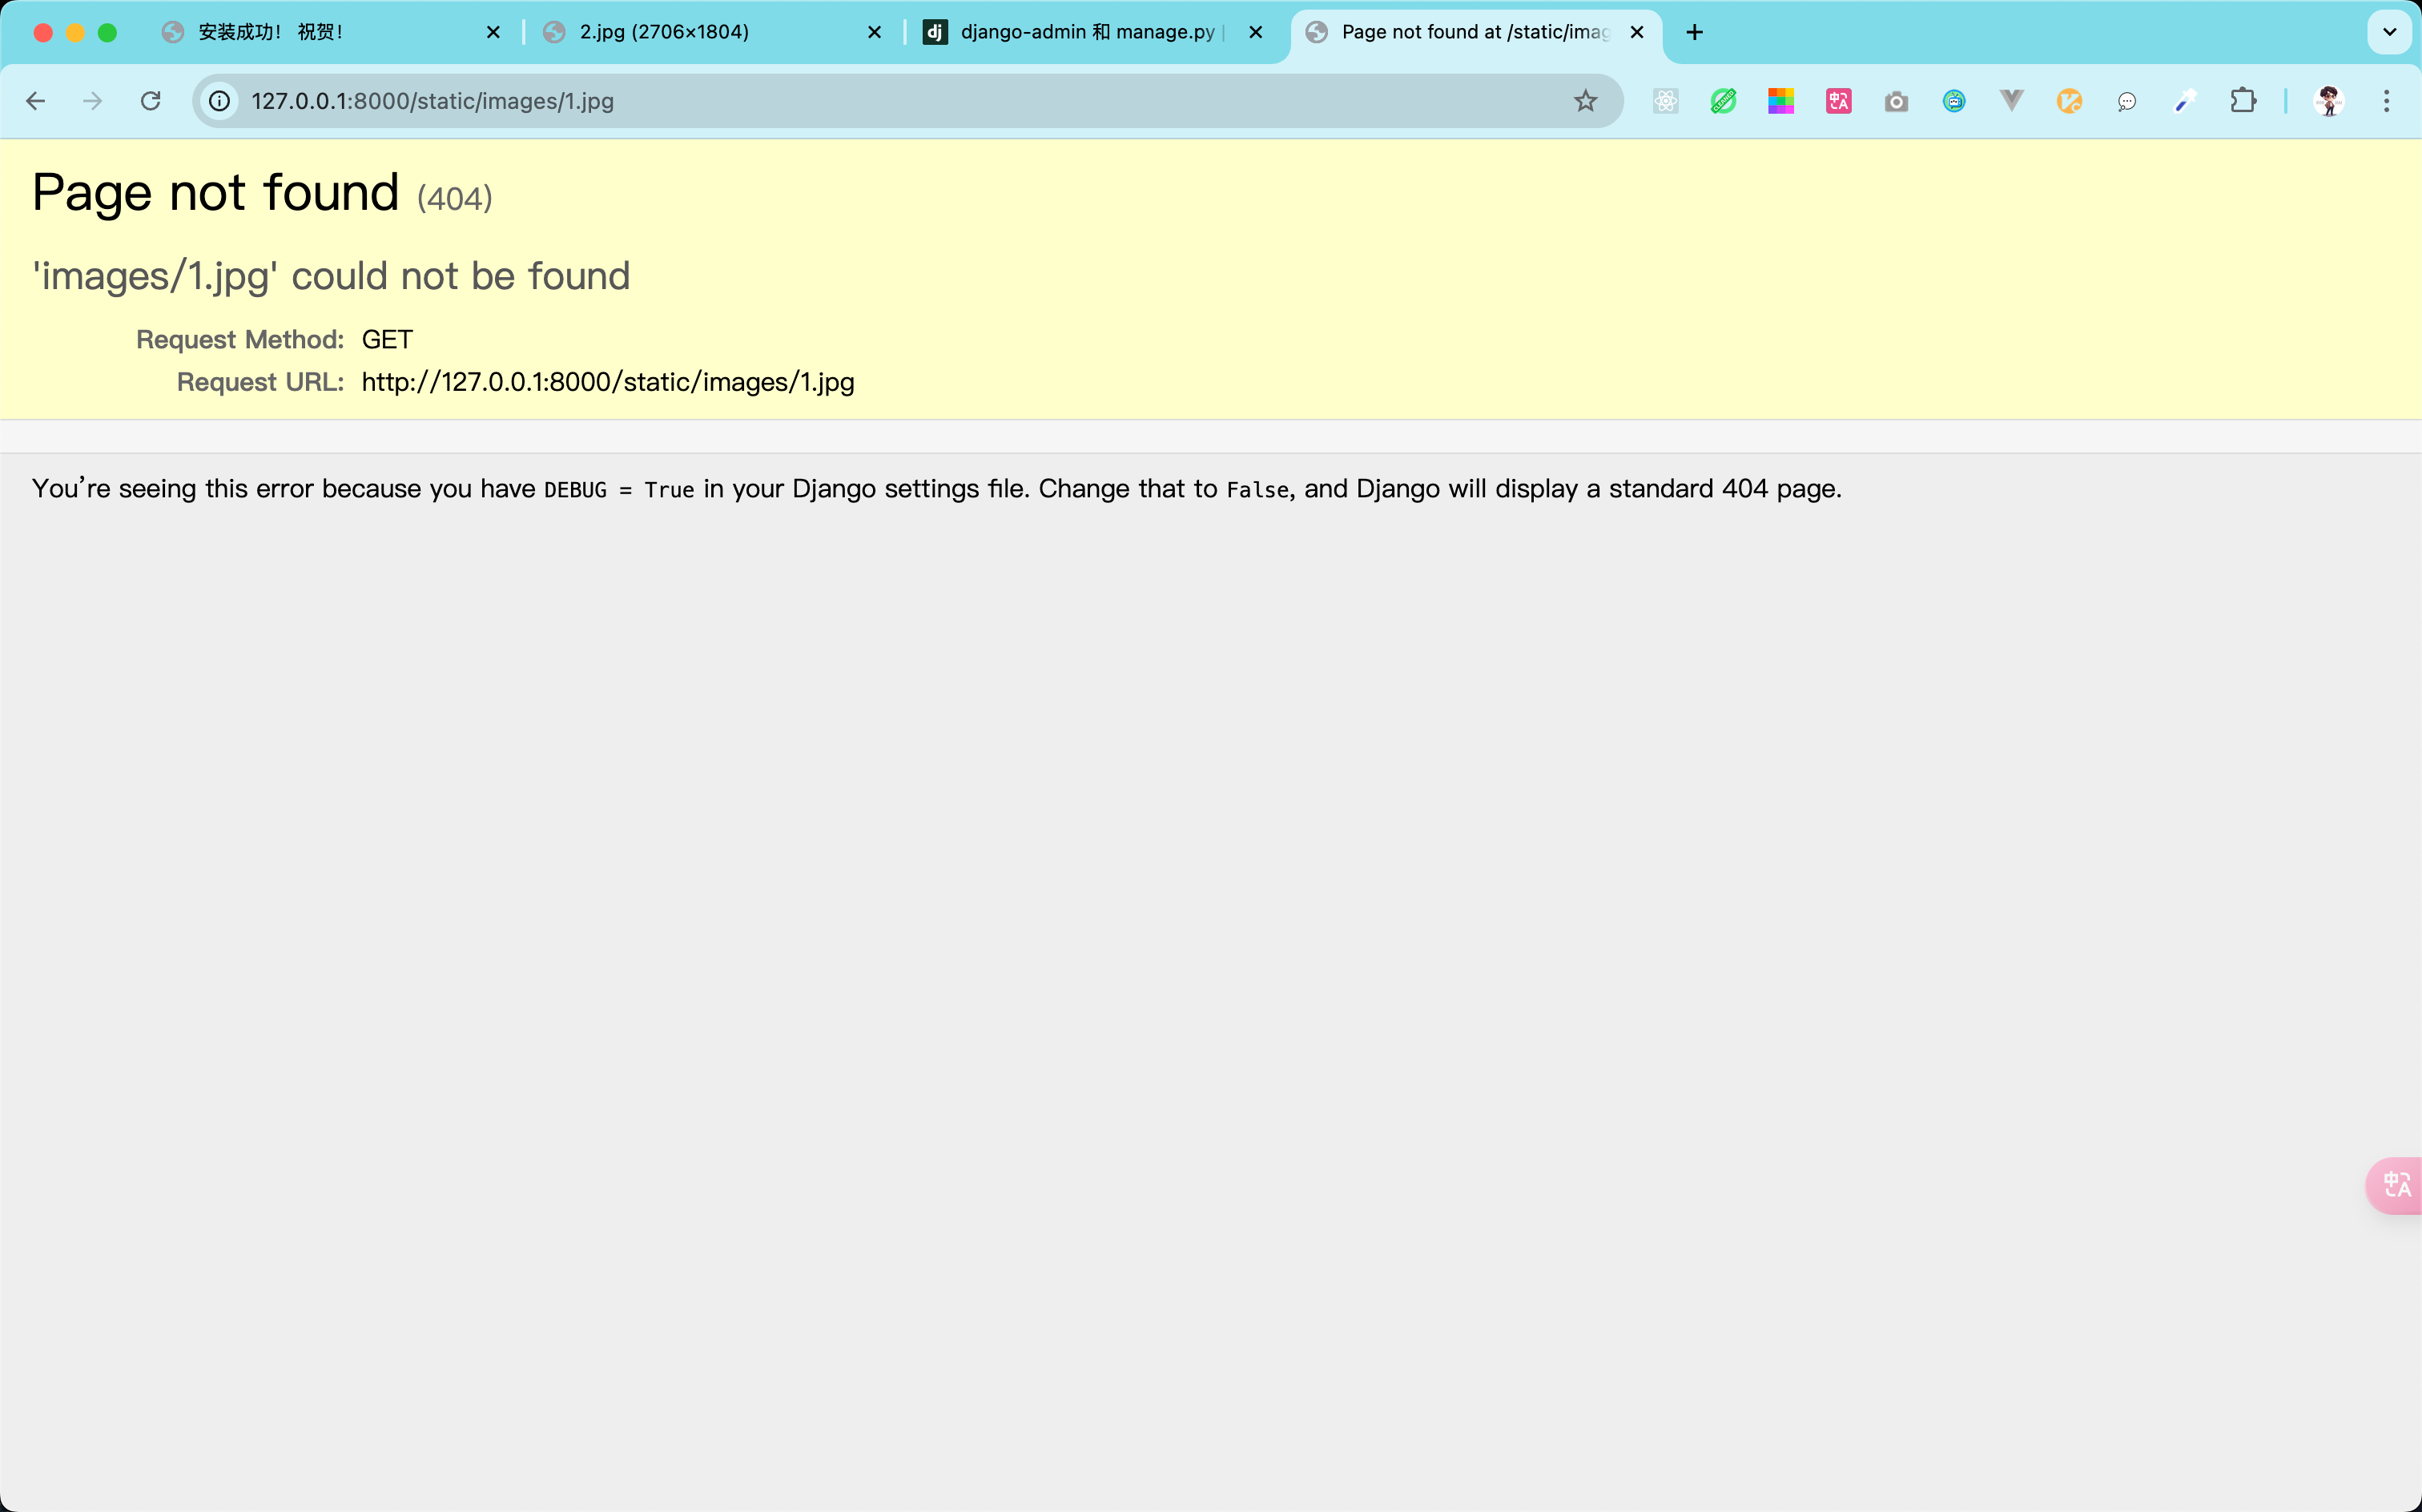 安装成功！ 祝贺！
2.jpg (2706×1804)
dj
django-admin 和 manage.py |
Page not found at /static/imag
127.0.0.1:8000/static/images/1.jpg
Page not found (404)
'images/1.jpg' could not be found
Request Method: GET
Request URL: http://127.0.0.1:8000/static/images/1.jpg
You’re seeing this error because you have DEBUG = True in your Django settings file. Change that to False, and Django will display a standard 404 page.